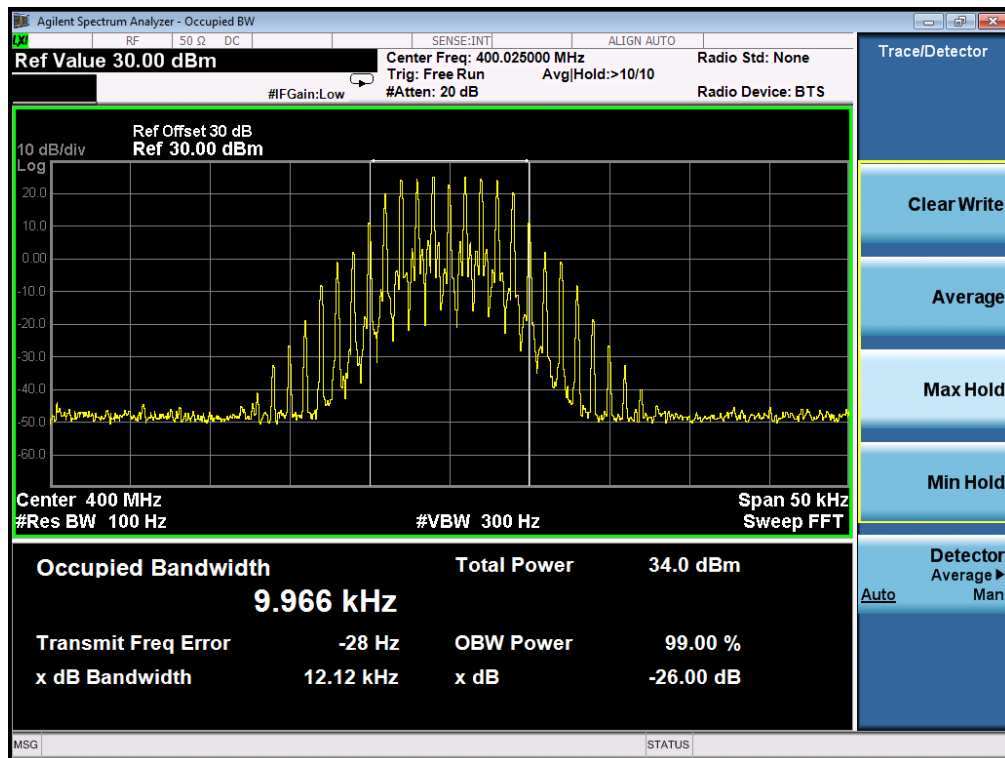 Agilent Spectrum Analyzer - Occupied BW
LXI RF 50 Ω DC SENSE:INT ALIGN AUTO
Ref Value 30.00 dBm
Center Freq: 400.025000 MHz Radio Std: None
Trig: Free Run Avg|Hold:>10/10
#IFGain:Low #Atten: 20 dB Radio Device: BTS
Trace/Detector
Ref Offset 30 dB
10 dB/div Ref 30.00 dBm
Log
20.0
10.0
0.00
-10.0
-20.0
-30.0
-40.0
-50.0
-60.0
Center 400 MHz Span 50 kHz
#Res BW 100 Hz #VBW 300 Hz Sweep FFT
Clear Write
Average
Max Hold
Min Hold
Detector
Average
Auto Man
Occupied Bandwidth Total Power 34.0 dBm
9.966 kHz
Transmit Freq Error -28 Hz OBW Power 99.00 %
x dB Bandwidth 12.12 kHz x dB -26.00 dB
MSG STATUS